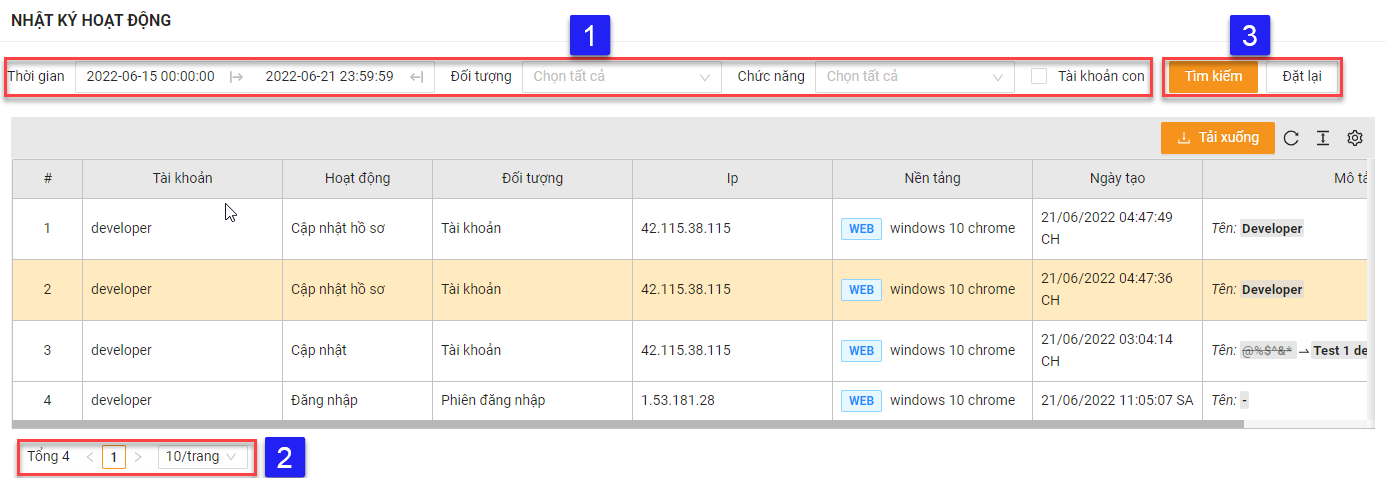 NHẬT KÝ HOẠT ĐỘNG
1
3
Thời gian 2022-06-15 00:00:00 2022-06-21 23:59:59 Đối tượng Chọn tất cả Chức năng Chọn tất cả Tài khoản con Tìm kiếm Đặt lại
Tải xuống
# Tài khoản Hoạt động Đối tượng Ip Nền tảng Ngày tạo Mô tả
1 developer Cập nhật hồ sơ Tài khoản 42.115.38.115 WEB windows 10 chrome 21/06/2022 04:47:49 CH Tên: Developer
2 developer Cập nhật hồ sơ Tài khoản 42.115.38.115 WEB windows 10 chrome 21/06/2022 04:47:36 CH Tên: Developer
3 developer Cập nhật Tài khoản 42.115.38.115 WEB windows 10 chrome 21/06/2022 03:04:14 CH Tên: @%$^&* ⇀ Test 1 de
4 developer Đăng nhập Phiên đăng nhập 1.53.181.28 WEB windows 10 chrome 21/06/2022 11:05:07 SA Tên: -
Tổng 4 < 1 > 10/trang
2